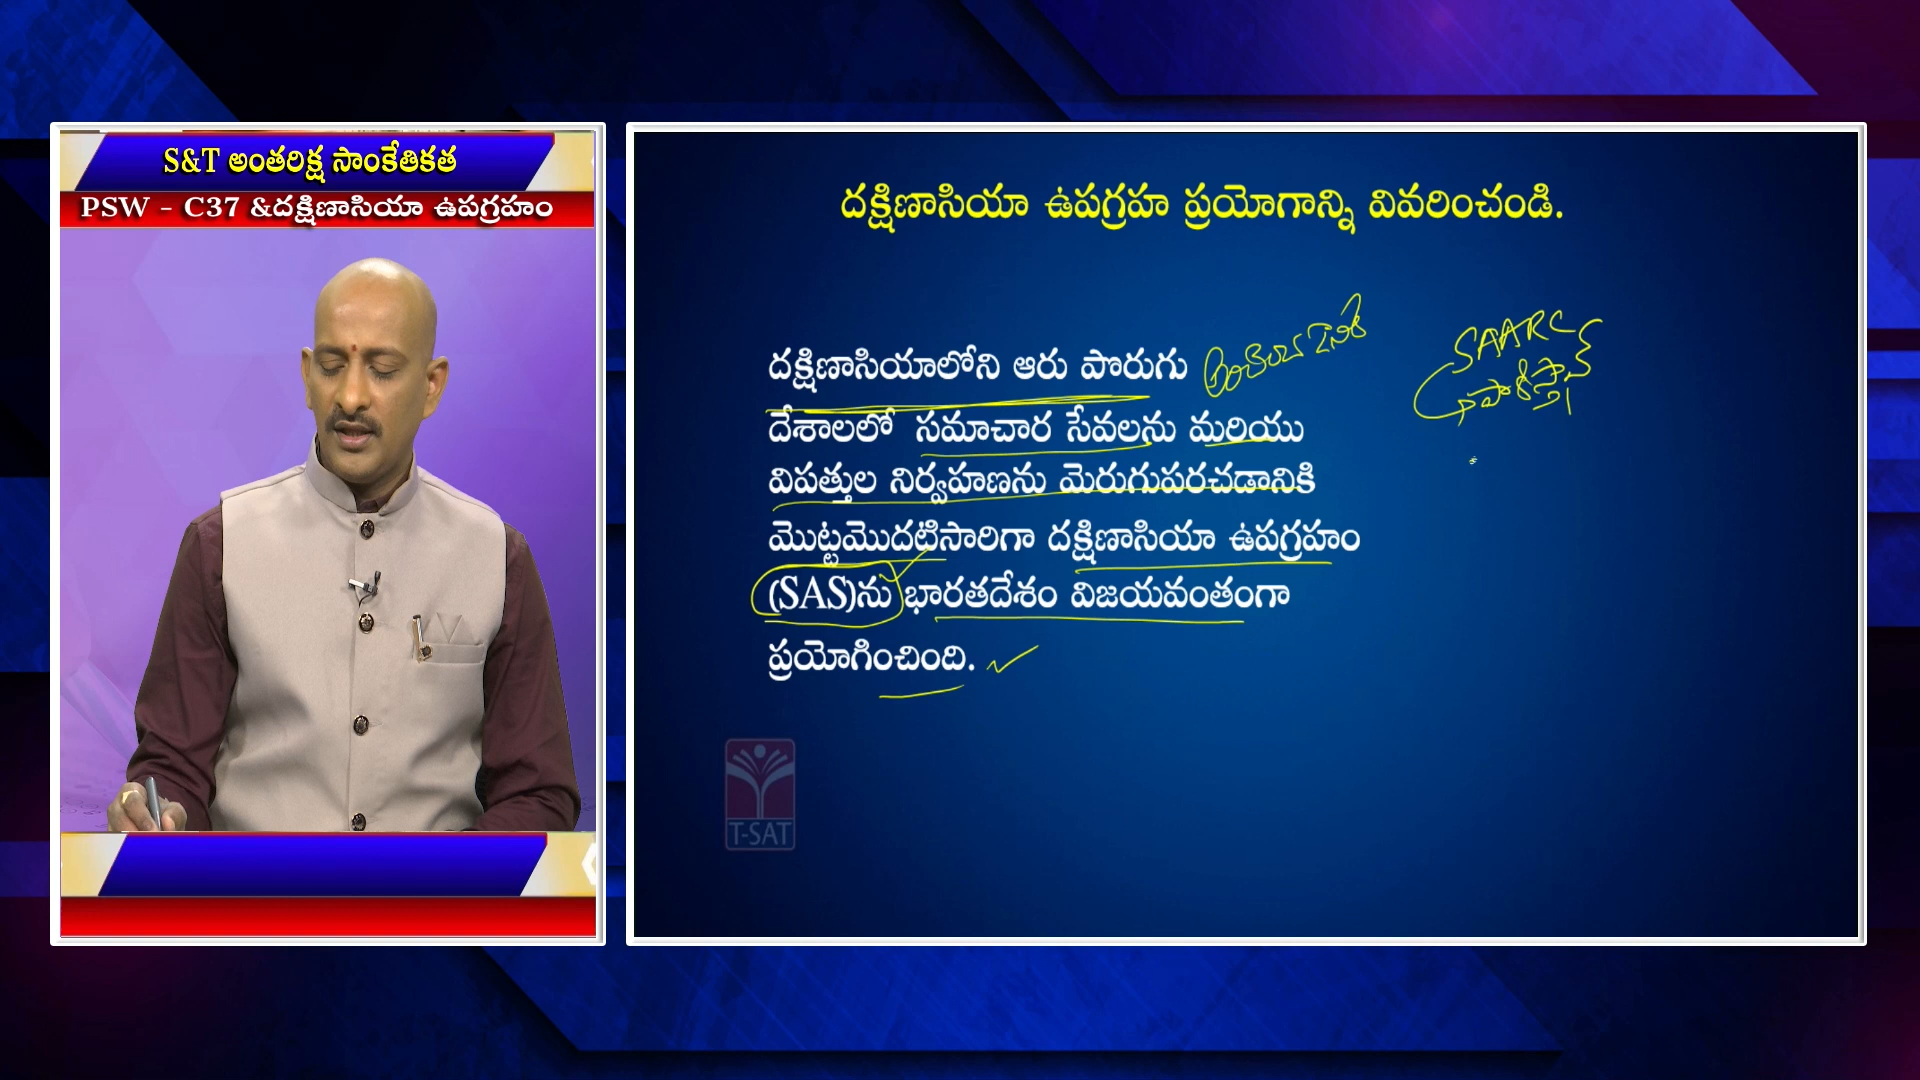 S&T అంతరిక్ష సాంకేతికత
PSW - C37 &దక్షిణాసియా ఉపగ్రహం
దక్షిణాసియా ఉపగ్రహ ప్రయోగాన్ని వివరించండి.
దక్షిణాసియాలోని ఆరు పొరుగు
దేశాలలో సమాచార సేవలను మరియు
విపత్తుల నిర్వహణను మెరుగుపరచడానికి
మొట్టమొదటిసారిగా దక్షిణాసియా ఉపగ్రహం
(SAS)ను భారతదేశం విజయవంతంగా
ప్రయోగించింది.
SAARC
పాకిస్తాన్
T-SAT